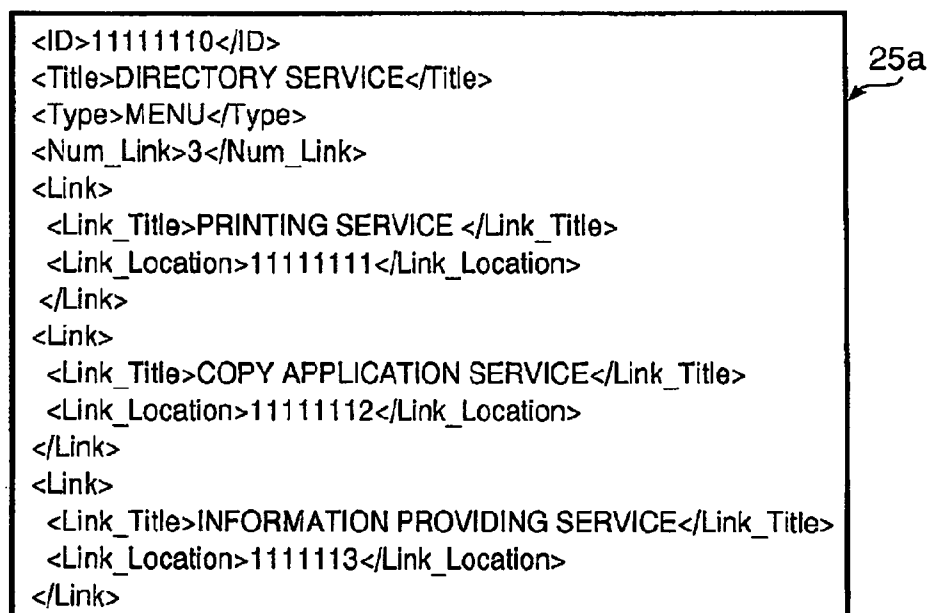 <ID>11111110</ID>
<Title>DIRECTORY SERVICE</Title>
<Type>MENU</Type>
<Num_Link>3</Num_Link>
<Link>
<Link_Title>PRINTING SERVICE </Link_Title>
<Link_Location>11111111</Link_Location>
</Link>
<Link>
<Link_Title>COPY APPLICATION SERVICE</Link_Title>
<Link_Location>11111112</Link_Location>
</Link>
<Link>
<Link_Title>INFORMATION PROVIDING SERVICE</Link_Title>
<Link_Location>1111113</Link_Location>
</Link>
25a